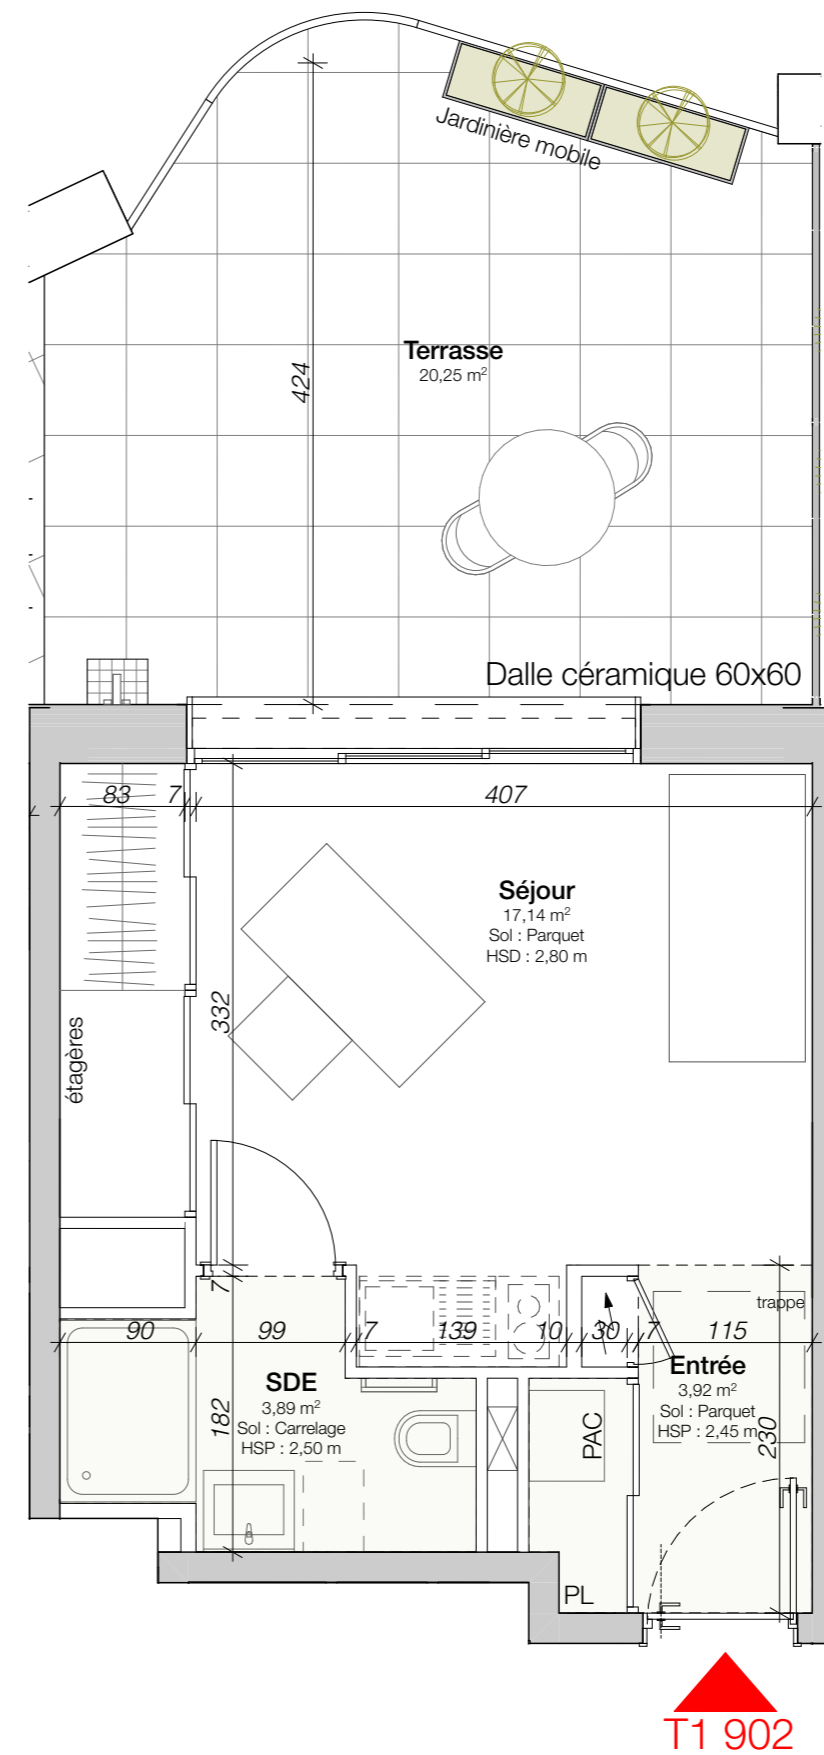 Jardinière mobile
424
Terrasse
20,25 m²
Dalle céramique 60x60
83
7
407
Séjour
17,14 m²
Sol : Parquet
HSD : 2,80 m
332
étagères
7
trappe
90
99
7
139
10
30
7
115
SDE
3,89 m²
Sol : Carrelage
HSP : 2,50 m
182
Entrée
3,92 m²
Sol : Parquet
HSP : 2,45 m
230
PAC
PL
T1 902